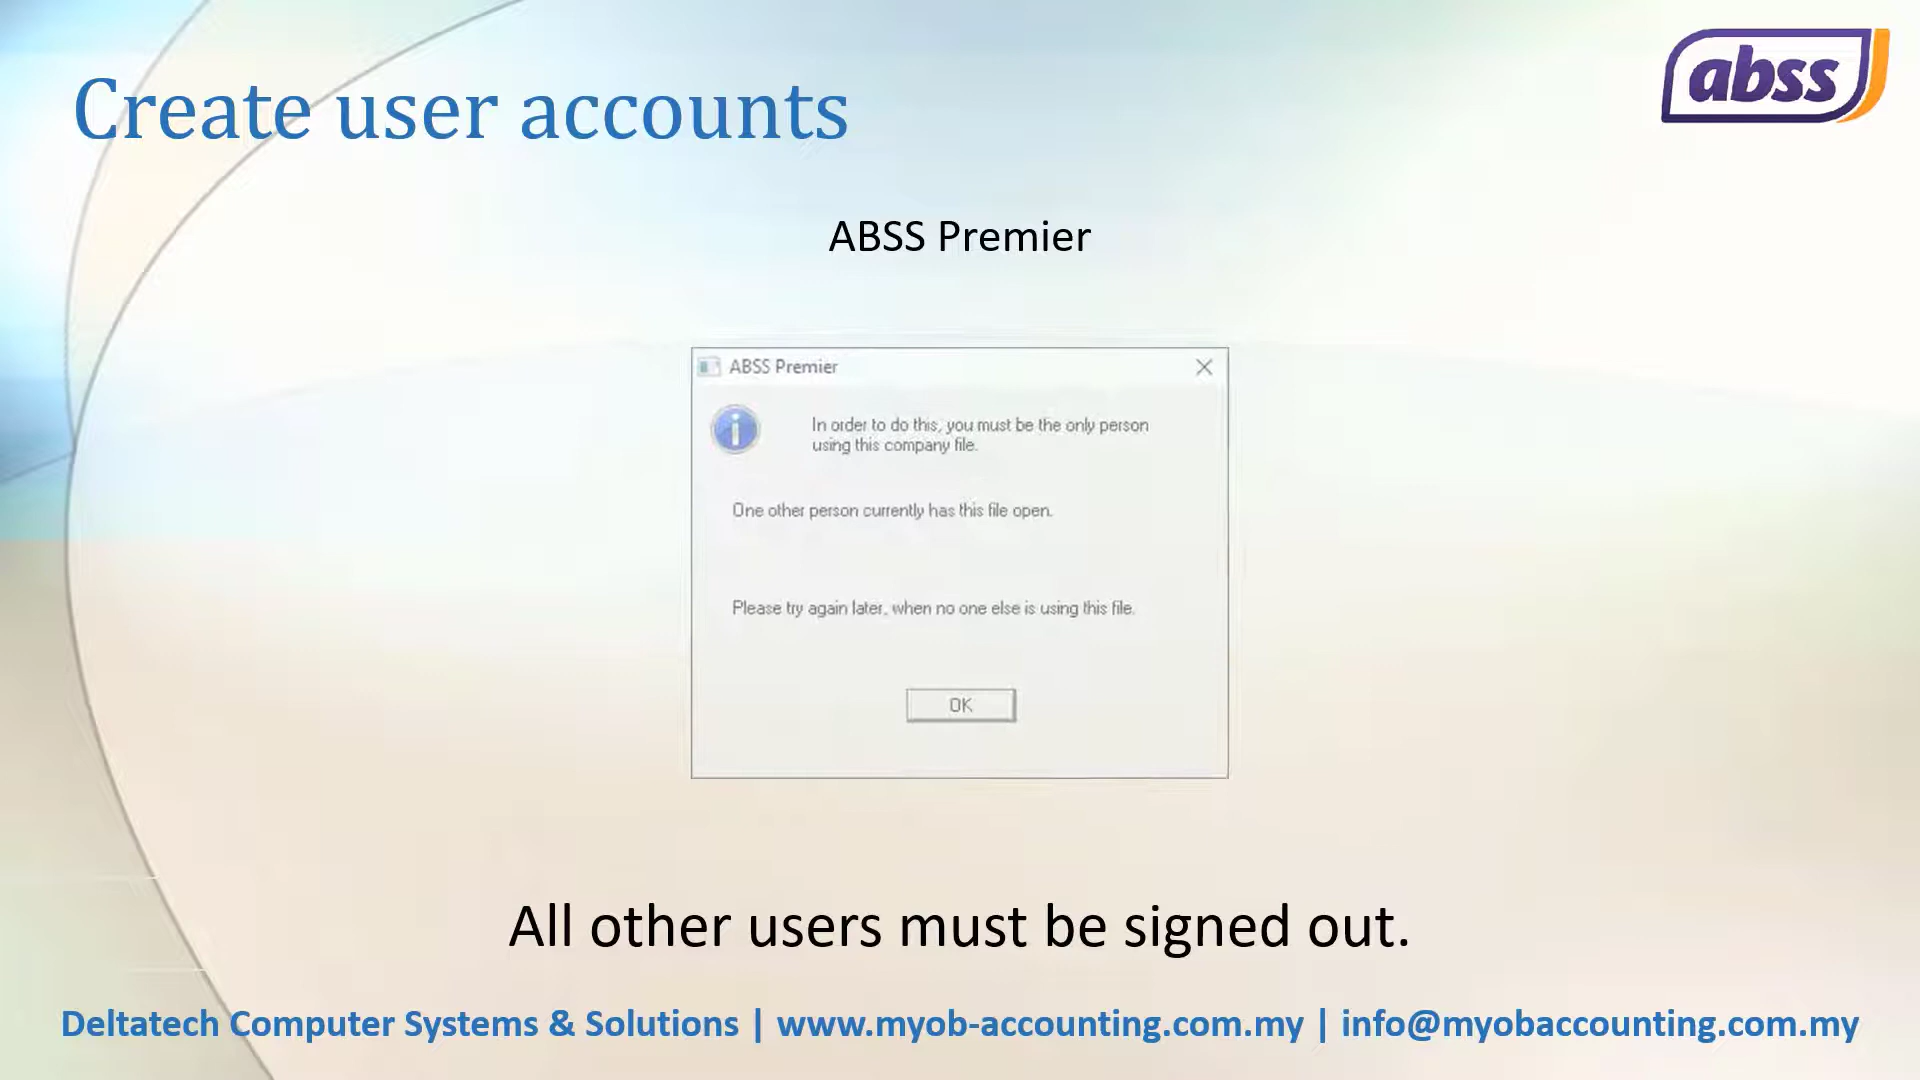 Create user accounts
abss
ABSS Premier
ABSS Premier
In order to do this, you must be the only person
using this company file.
One other person currently has this file open.
Please try again later, when no one else is using this file.
OK
All other users must be signed out.
Deltatech Computer Systems & Solutions | www.myob-accounting.com.my | info@myobaccounting.com.my